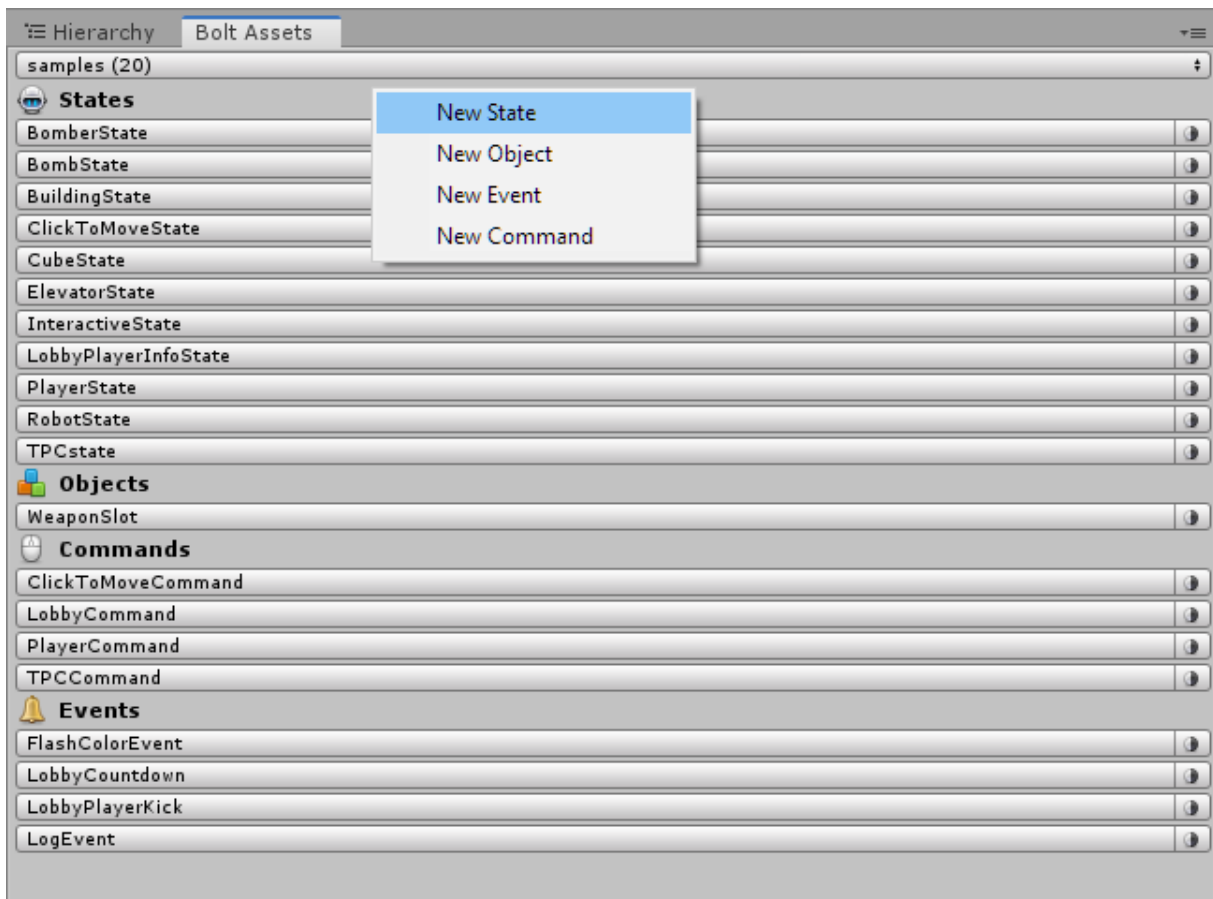 Hierarchy Bolt Assets
samples (20)
States
New State
BomberState
New Object
BombState
New Event
BuildingState
New Command
ClickToMoveState
CubeState
ElevatorState
InteractiveState
LobbyPlayerInfoState
PlayerState
RobotState
TPCstate
Objects
WeaponSlot
Commands
ClickToMoveCommand
LobbyCommand
PlayerCommand
TPCCommand
Events
FlashColorEvent
LobbyCountdown
LobbyPlayerKick
LogEvent